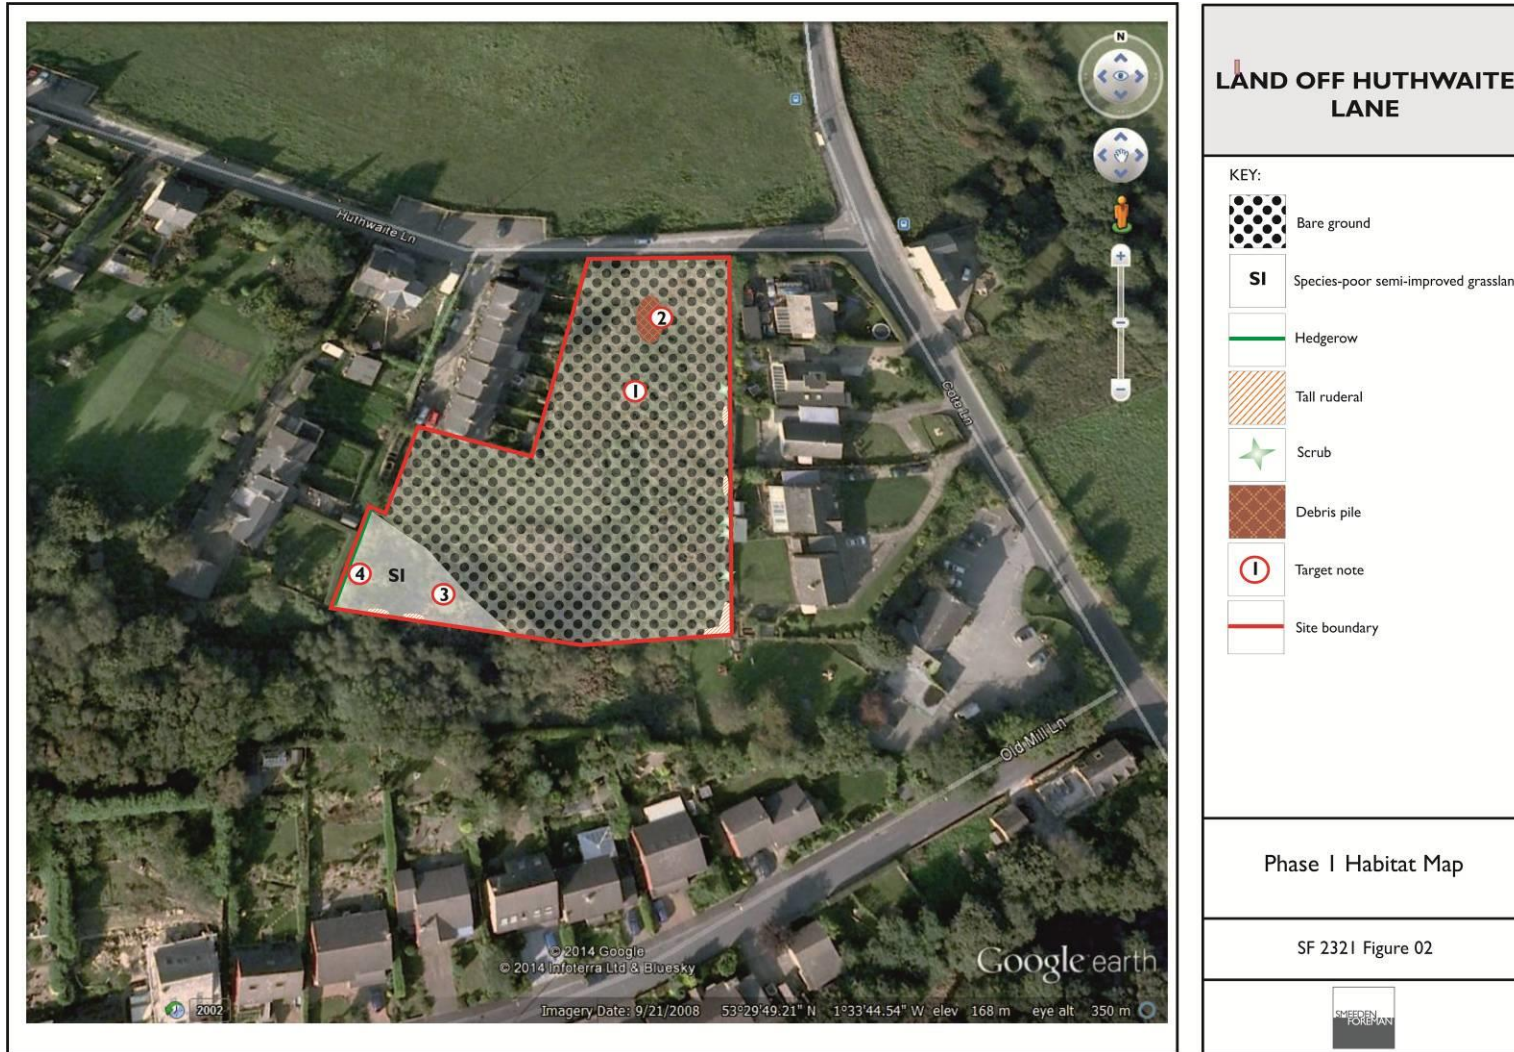 LAND OFF HUTHWAITE
LANE
KEY:
Bare ground
SI
Species-poor semi-improved grasslan
Hedgerow
Tall ruderal
Scrub
Debris pile
1
Target note
Site boundary
Phase 1 Habitat Map
SF 2321 Figure 02
SMEEDEN
FOREMAN
N
Huthwaite Ln
2
1
Cote Ln
4
SI
3
Old Mill Ln
© 2014 Google
© 2014 Infoterra Ltd & Bluesky
Google earth
2002
Imagery Date: 9/21/2008 53°29'49.21" N 1°33'44.54" W elev 168 m eye alt 350 m